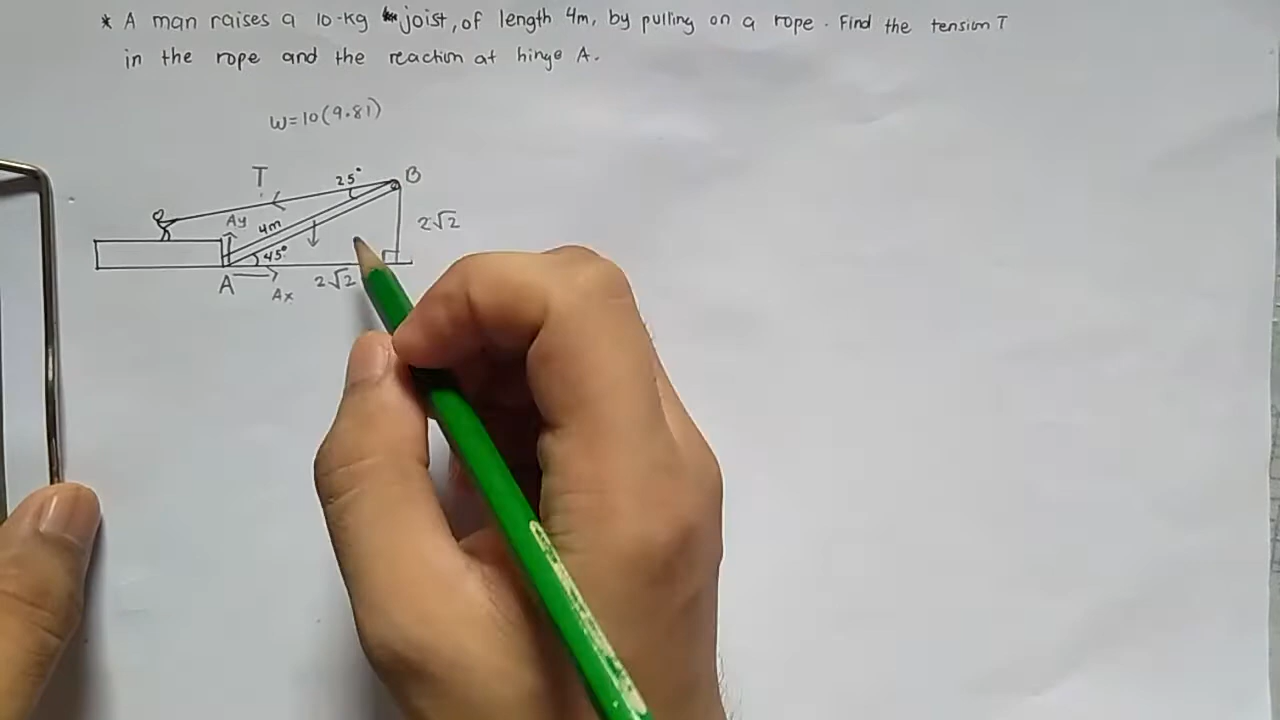 * A man raises a 10-kg joist, of length 4m, by pulling on a rope. Find the tension T
in the rope and the reaction at hinge A.
W=10(9.81)
T
25°
B
Ay
4m
2√2
45°
A
2√2
Ax